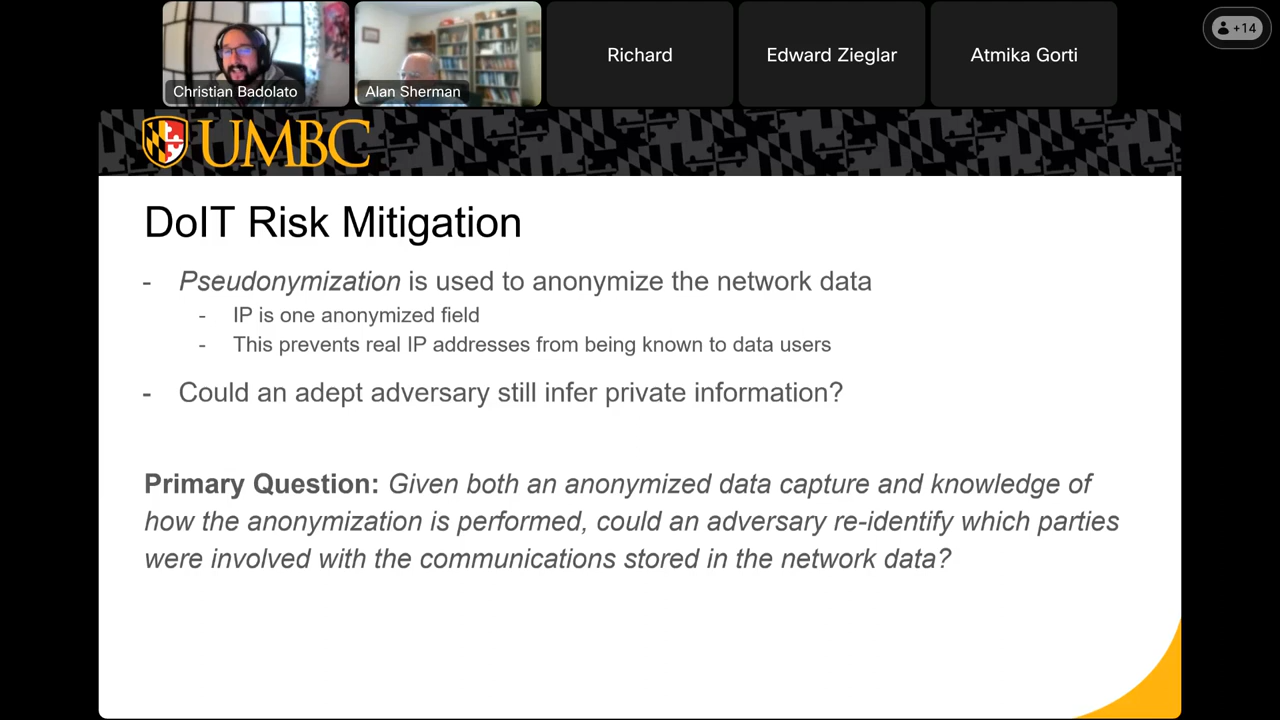 Christian Badolato
Alan Sherman
Richard
Edward Zieglar
Atmika Gorti
+14
UMBC
DoIT Risk Mitigation
- Pseudonymization is used to anonymize the network data
- IP is one anonymized field
- This prevents real IP addresses from being known to data users
- Could an adept adversary still infer private information?
Primary Question: Given both an anonymized data capture and knowledge of
how the anonymization is performed, could an adversary re-identify which parties
were involved with the communications stored in the network data?